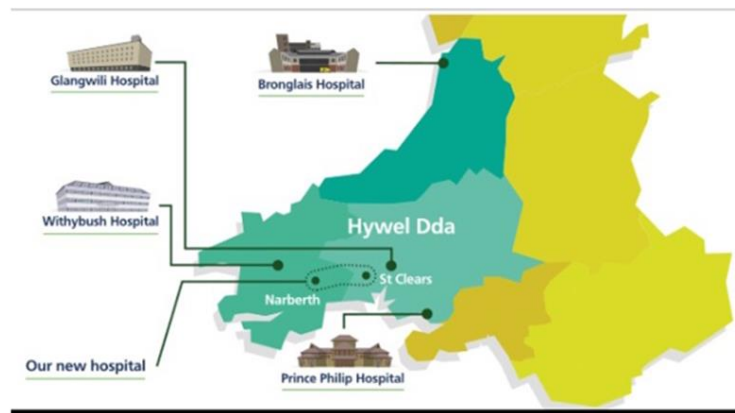 Glangwili Hospital
Bronglais Hospital
Withybush Hospital
Hywel Dda
St Clears
Narberth
Our new hospital
Prince Philip Hospital